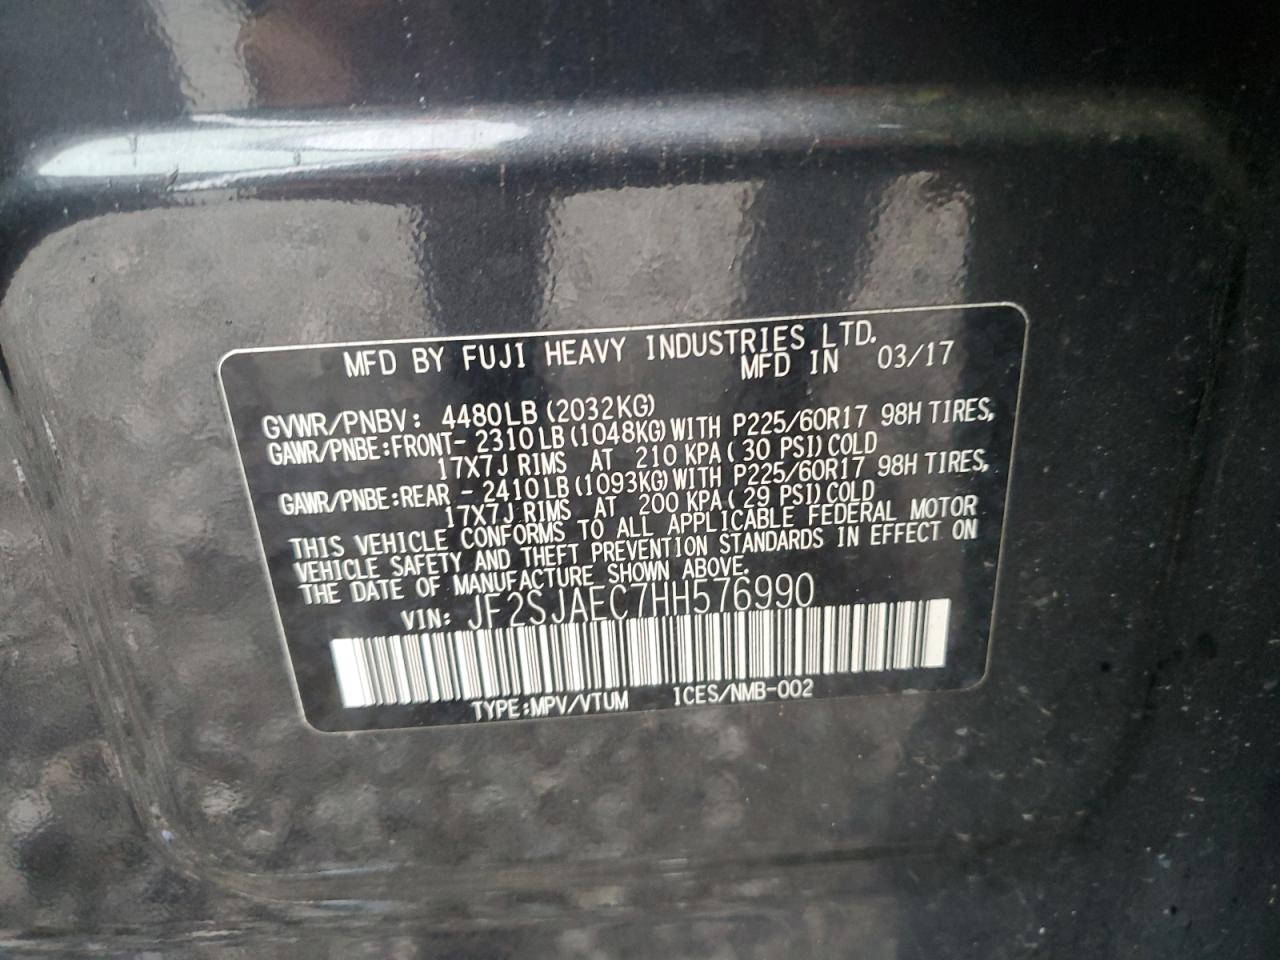 MFD BY FUJI HEAVY INDUSTRIES LTD.
MFD IN 03/17
GVWR/PNBV: 4480LB (2032KG)
GAWR/PNBE:FRONT- 2310 LB (1048KG) WITH P225/60R17 98H TIRES,
17X7J RIMS AT 210 KPA ( 30 PSI) COLD
GAWR/PNBE:REAR - 2410 LB (1093KG) WITH P225/60R17 98H TIRES,
17X7J RIMS AT 200 KPA ( 29 PSI) COLD
THIS VEHICLE CONFORMS TO ALL APPLICABLE FEDERAL MOTOR
VEHICLE SAFETY AND THEFT PREVENTION STANDARDS IN EFFECT ON
THE DATE OF MANUFACTURE SHOWN ABOVE.
VIN: JF2SJAEC7HH576990
TYPE:MPV/VTUM ICES/NMB-002